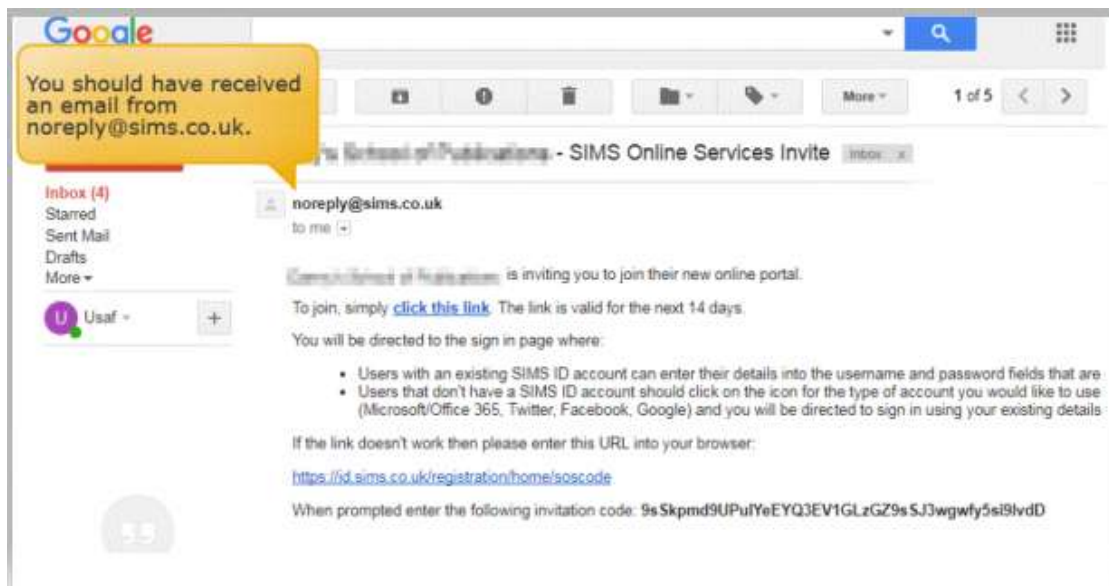 Google
You should have received
an email from
noreply@sims.co.uk.
More
1 of 5
- SIMS Online Services Invite
Inbox x
Inbox (4)
Starred
Sent Mail
Drafts
More
U Usaf
+
noreply@sims.co.uk
to me
is inviting you to join their new online portal.
To join, simply click this link. The link is valid for the next 14 days.
You will be directed to the sign in page where:
• Users with an existing SIMS ID account can enter their details into the username and password fields that are
• Users that don't have a SIMS ID account should click on the icon for the type of account you would like to use
(Microsoft/Office 365, Twitter, Facebook, Google) and you will be directed to sign in using your existing details
If the link doesn't work then please enter this URL into your browser:
https://id.sims.co.uk/registration/home/soscode
When prompted enter the following invitation code: